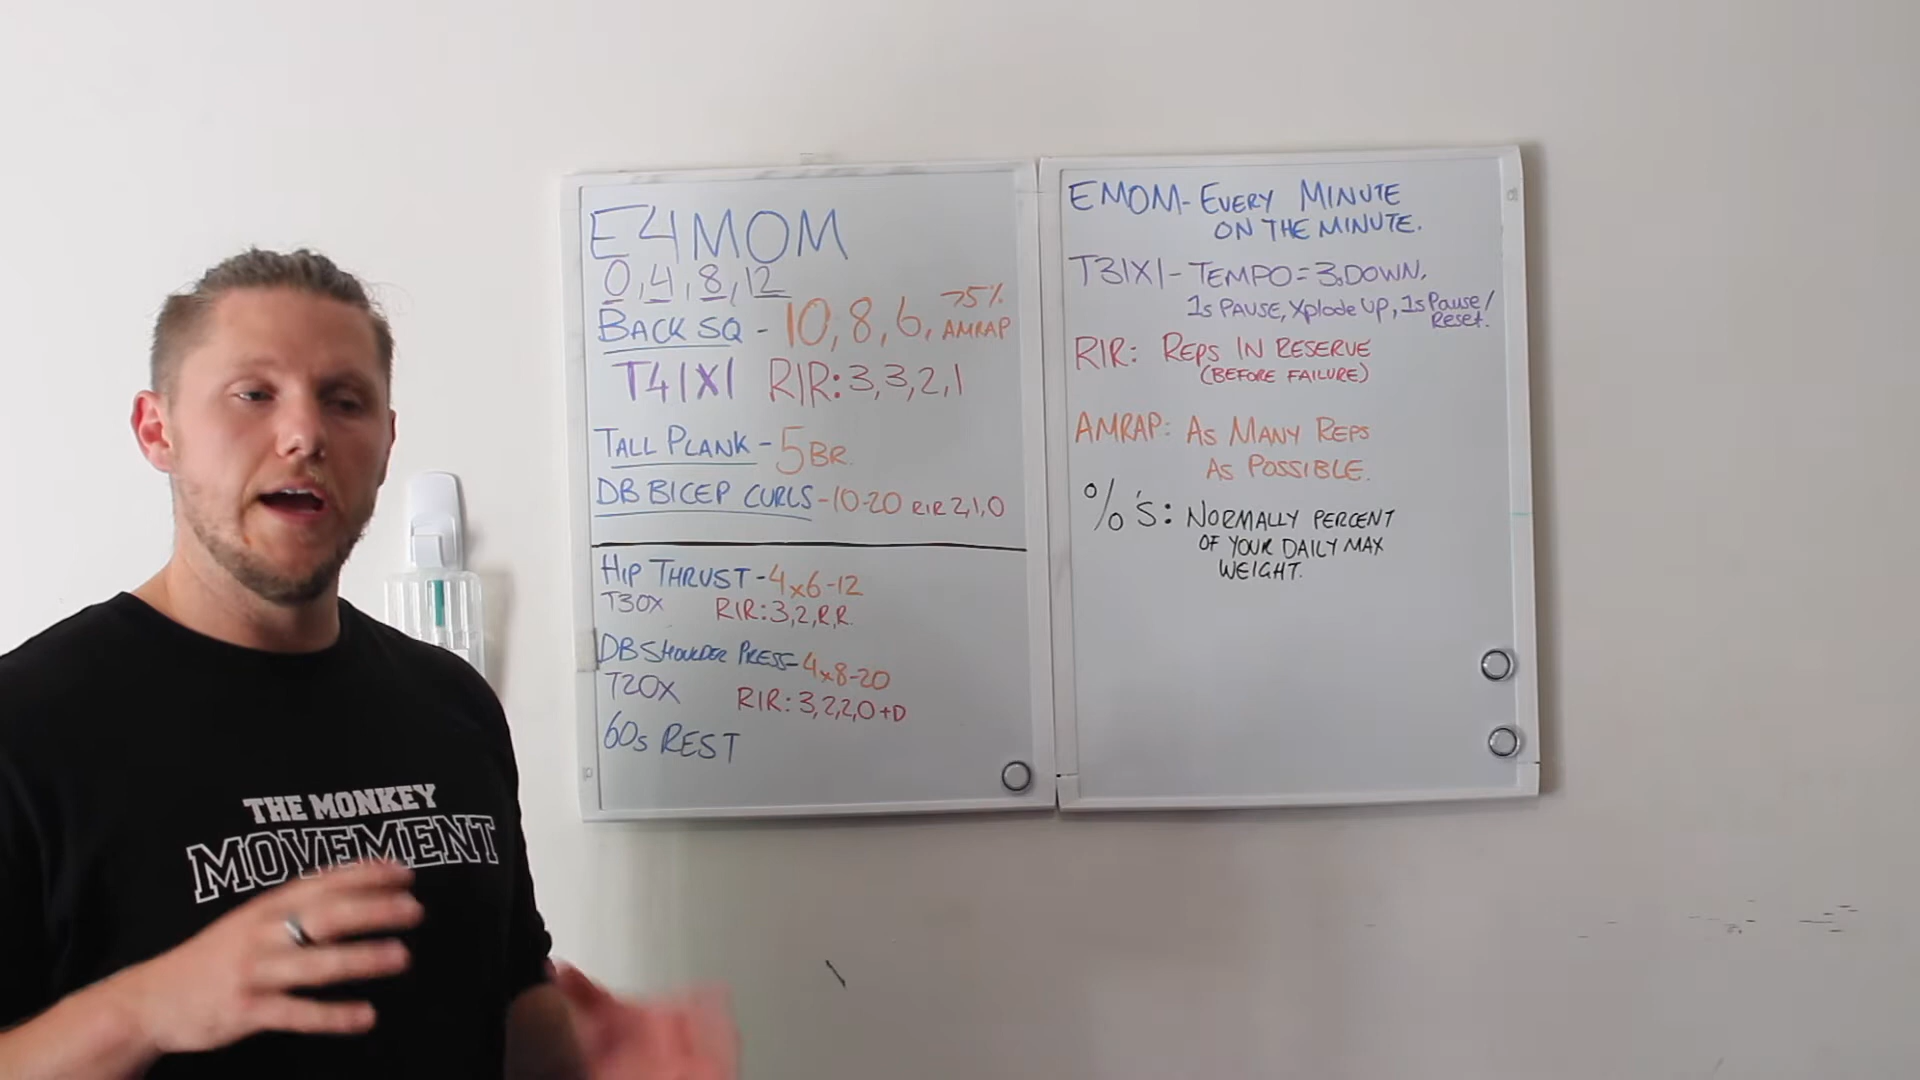 E4MOM
0, 4, 8, 12
BACK SQ - 10, 8, 6, 75% AMRAP
T41X1 RIR: 3, 3, 2, 1
TALL PLANK - 5 BR.
DB BICEP CURLS - 10-20 RIR 2, 1, 0
HIP THRUST - 4x6-12
T30X RIR: 3, 2, R, R.
DB SHOULDER PRESS - 4x8-20
T20X RIR: 3, 2, 2, 0 +D
60s REST
EMOM - EVERY MINUTE
ON THE MINUTE.
T31X1 - TEMPO = 3s DOWN,
1s PAUSE, Xplode UP, 1s Pause/
Reset.
RIR: REPS IN RESERVE
(BEFORE FAILURE)
AMRAP: AS MANY REPS
AS POSSIBLE.
%'S: NORMALLY PERCENT
OF YOUR DAILY MAX
WEIGHT.
THE MONKEY
MOVEMENT